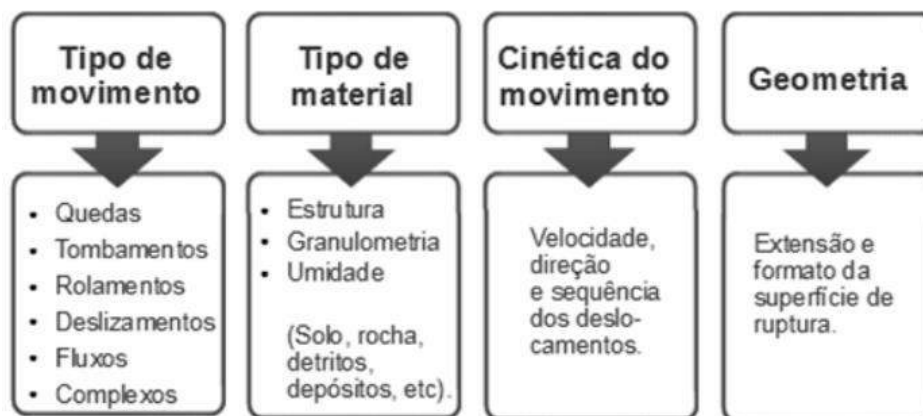 Tipo de
movimento
Tipo de
material
Cinética do
movimento
Geometria
• Quedas
• Tombamentos
• Rolamentos
• Deslizamentos
• Fluxos
• Complexos
• Estrutura
• Granulometria
• Umidade
(Solo, rocha,
detritos,
depósitos, etc).
Velocidade,
direção
e sequência
dos deslo-
camentos.
Extensão e
formato da
superfície de
ruptura.